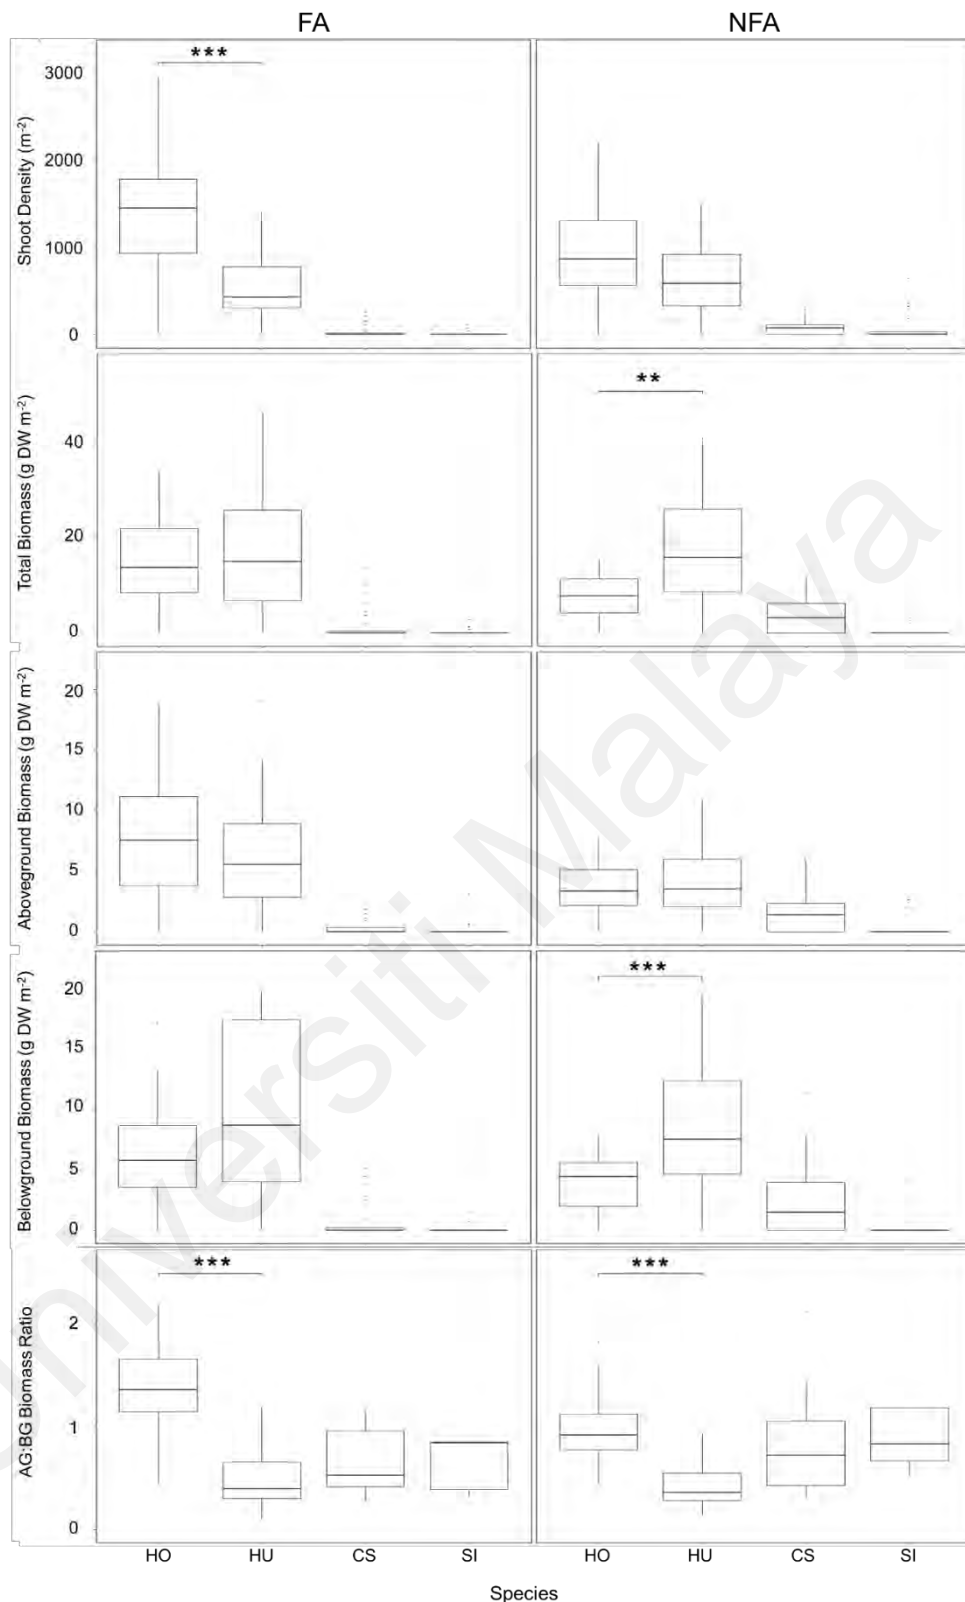 FA NFA
***
Shoot Density (m-2)
3000
2000
1000
0
**
Total Biomass (g DW m-2)
40
20
0
Aboveground Biomass (g DW m-2)
20
15
10
5
0
***
Belowground Biomass (g DW m-2)
20
15
10
5
0
*** ***
AG:BG Biomass Ratio
2
1
0
HO HU CS SI HO HU CS SI
Species
Universiti Malaya